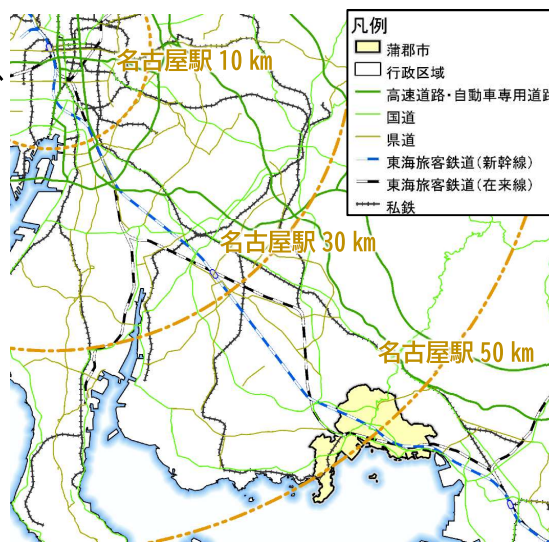 凡例
蒲郡市
行政区域
高速道路・自動車専用道路
国道
県道
東海旅客鉄道(新幹線)
東海旅客鉄道(在来線)
私鉄
名古屋駅 10 km
名古屋駅 30 km
名古屋駅 50 km